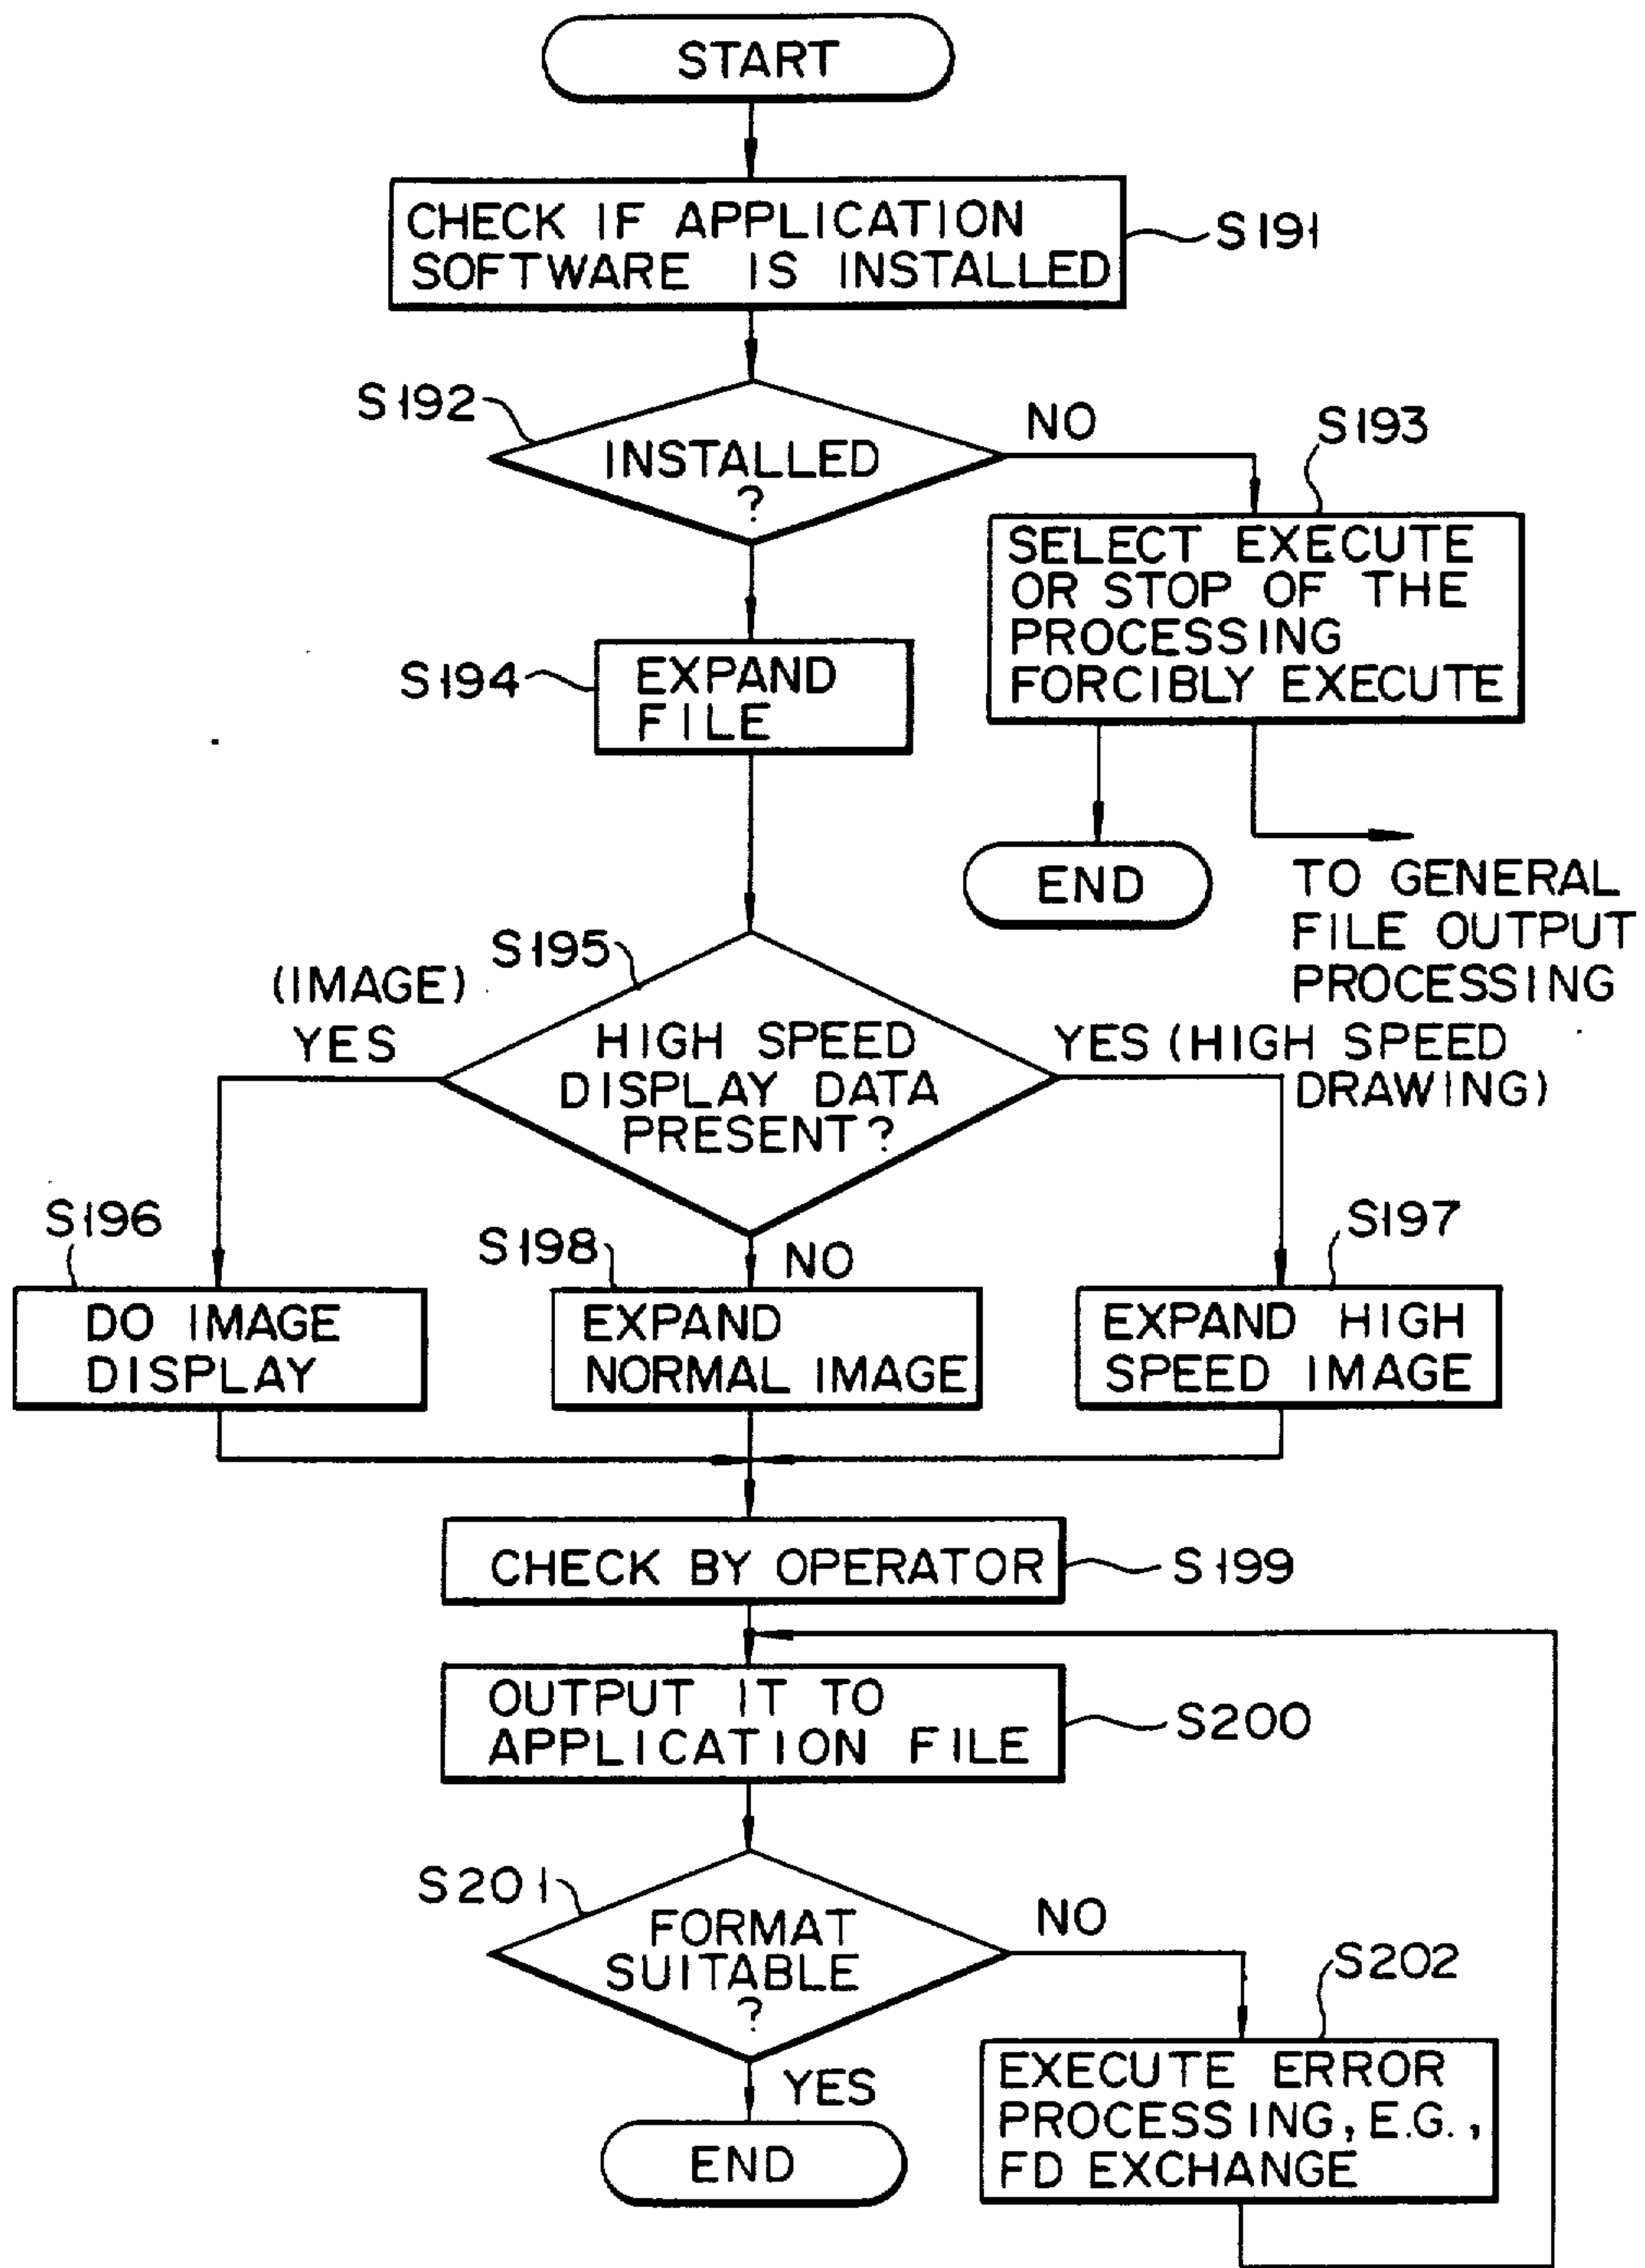 START
CHECK IF APPLICATION
SOFTWARE IS INSTALLED
S191
S192
INSTALLED
?
NO
S193
SELECT EXECUTE
OR STOP OF THE
PROCESSING
FORCIBLY EXECUTE
S194
EXPAND
FILE
END
TO GENERAL
FILE OUTPUT
PROCESSING
S195
(IMAGE)
YES
HIGH SPEED
DISPLAY DATA
PRESENT?
YES (HIGH SPEED
DRAWING)
S196
DO IMAGE
DISPLAY
S198
NO
EXPAND
NORMAL IMAGE
S197
EXPAND HIGH
SPEED IMAGE
CHECK BY OPERATOR
S199
OUTPUT IT TO
APPLICATION FILE
S200
S201
FORMAT
SUITABLE
?
NO
S202
EXECUTE ERROR
PROCESSING, E.G.,
FD EXCHANGE
YES
END